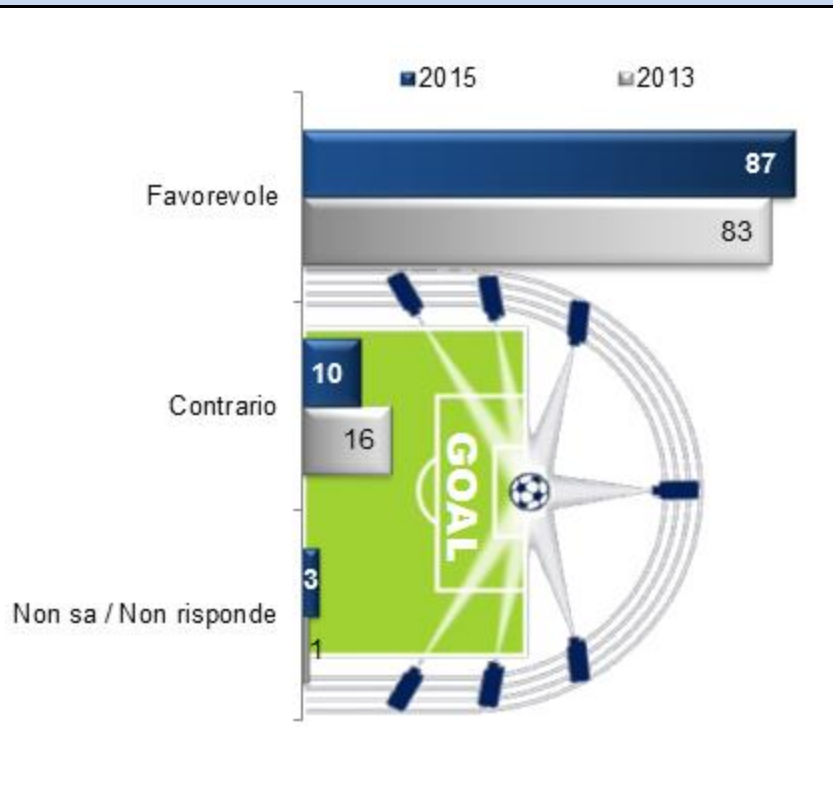 2015 2013
Favorevole 87
83
Contrario 10
16
GOAL
Non sa / Non risponde 3
1